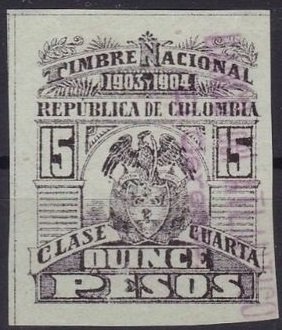 TIMBRE NACIONAL
1903 Y 1904
REPUBLICA DE COLOMBIA
15 15
CLASE CUARTA
QUINCE
PESOS